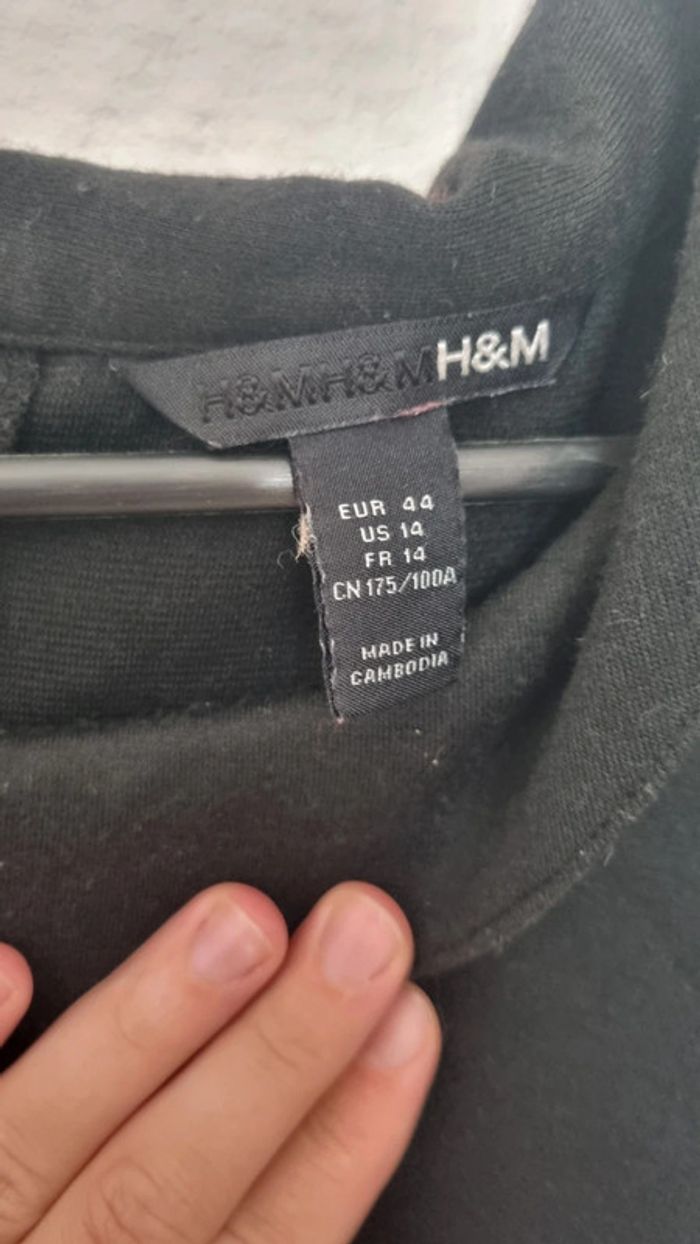 H&MH&MH&M
EUR 44
US 14
FR 14
CN 175/100A
MADE IN
CAMBODIA